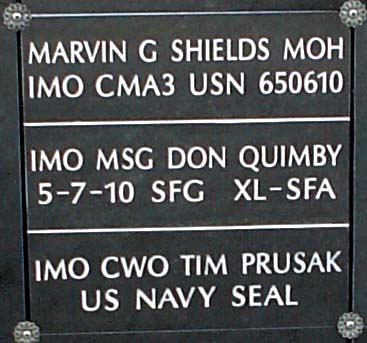 MARVIN G SHIELDS MOH
IMO CMA3 USN 650610
IMO MSG DON QUIMBY
5-7-10 SFG XL-SFA
IMO CWO TIM PRUSAK
US NAVY SEAL